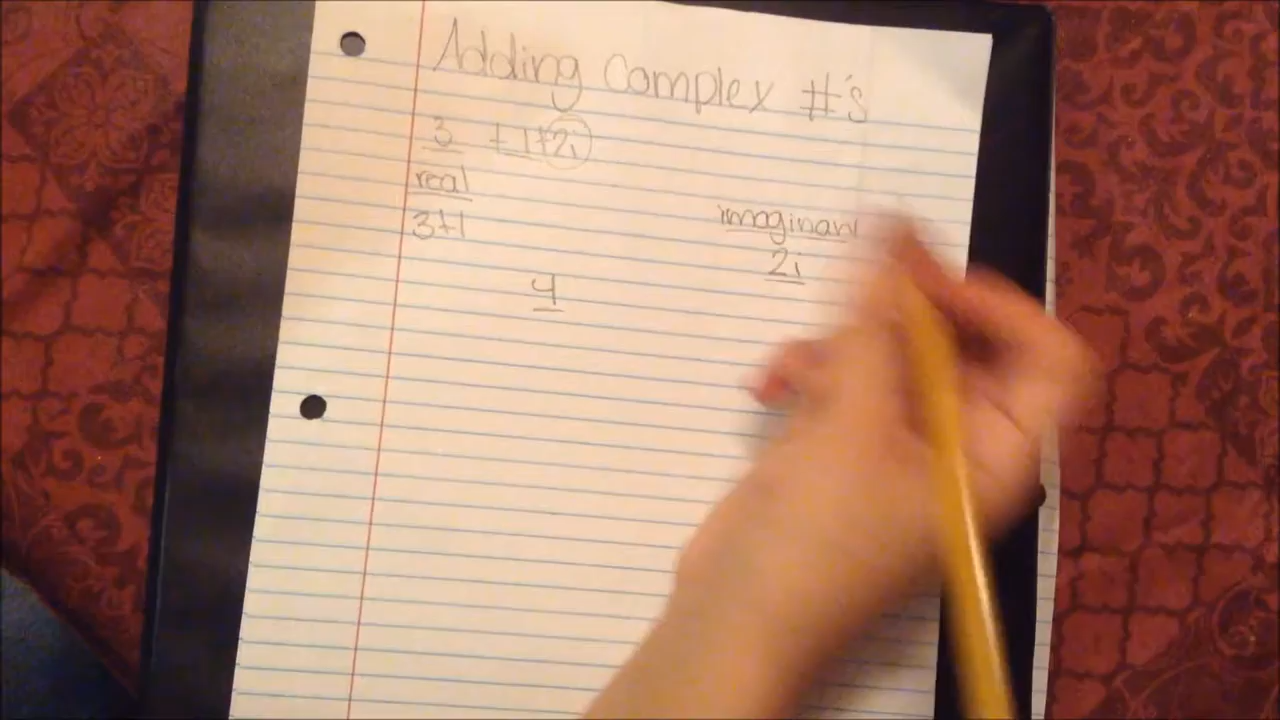 Adding Complex #'s
3 + 1+2i
real
imaginary
3+1
2i
4